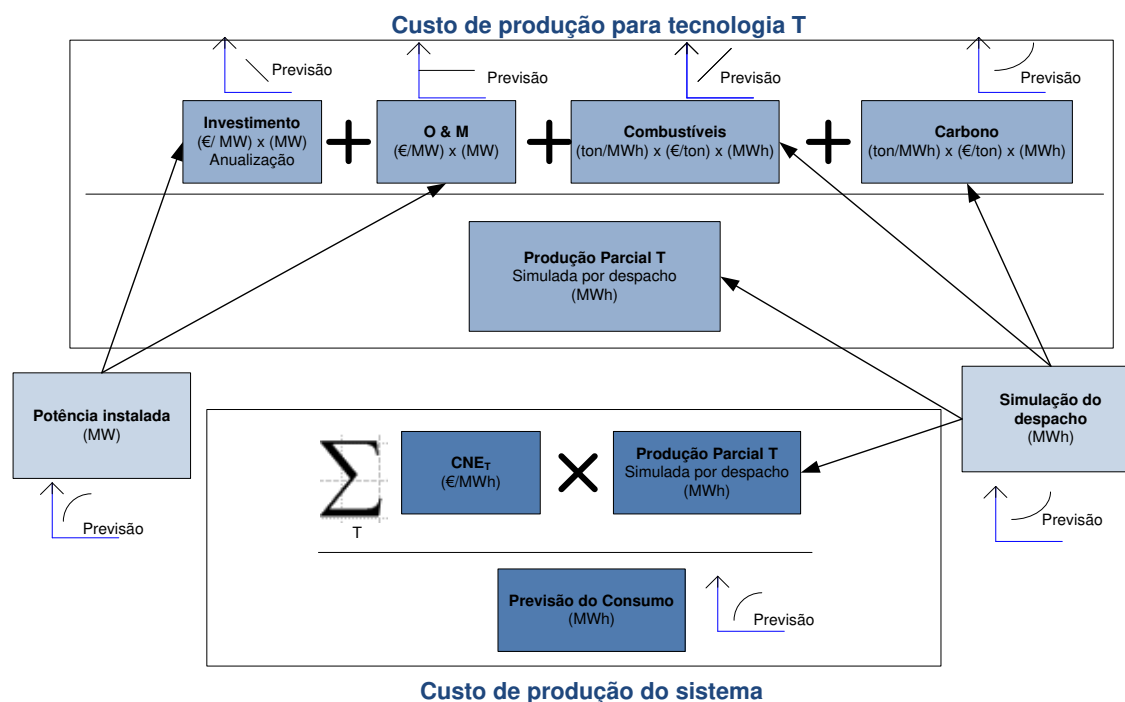 Custo de produção para tecnologia T
Previsão
Previsão
Previsão
Previsão
Investimento
(€/ MW) x (MW)
Anualização
O & M
(€/MW) x (MW)
Combustíveis
(ton/MWh) x (€/ton) x (MWh)
Carbono
(ton/MWh) x (€/ton) x (MWh)
Produção Parcial T
Simulada por despacho
(MWh)
Potência instalada
(MW)
Previsão
Simulação do
despacho
(MWh)
Previsão
Σ
T
CNET
(€/MWh)
Produção Parcial T
Simulada por despacho
(MWh)
Previsão do Consumo
(MWh)
Previsão
Custo de produção do sistema